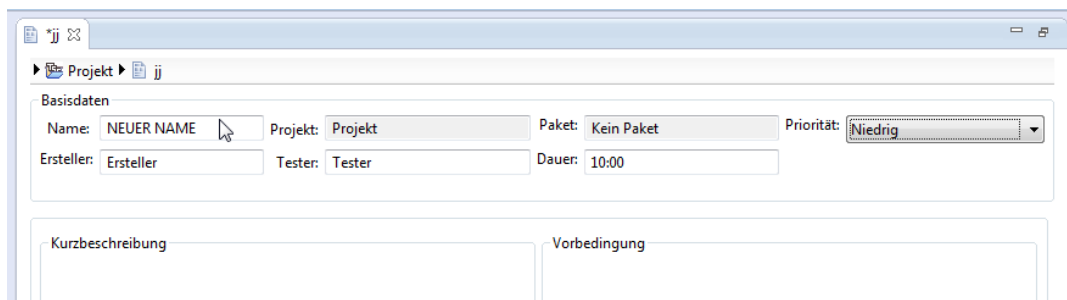 *jj
Projekt jj
Basisdaten
Name: NEUER NAME Projekt: Projekt Paket: Kein Paket Priorität: Niedrig
Ersteller: Ersteller Tester: Tester Dauer: 10:00
Kurzbeschreibung Vorbedingung